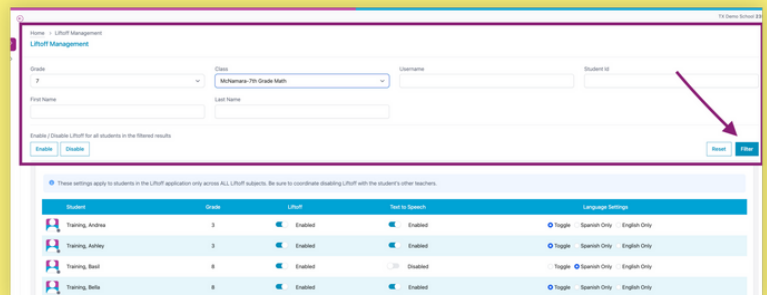 TX Demo School
Home > Liftoff Management
Liftoff Management
Grade Class Username Student Id
7 McNamara-7th Grade Math
First Name Last Name
Enable / Disable Liftoff for all students in the filtered results
Enable Disable Reset Filter
These settings apply to students in the Liftoff application only across ALL Liftoff subjects. Be sure to coordinate disabling Liftoff with the student's other teachers.
Student Grade Liftoff Text to Speech Language Settings
Training, Andrea 3 Enabled Enabled Toggle Spanish Only English Only
Training, Ashley 3 Enabled Enabled Toggle Spanish Only English Only
Training, Basil 8 Enabled Disabled Toggle Spanish Only English Only
Training, Bella 8 Enabled Enabled Toggle Spanish Only English Only